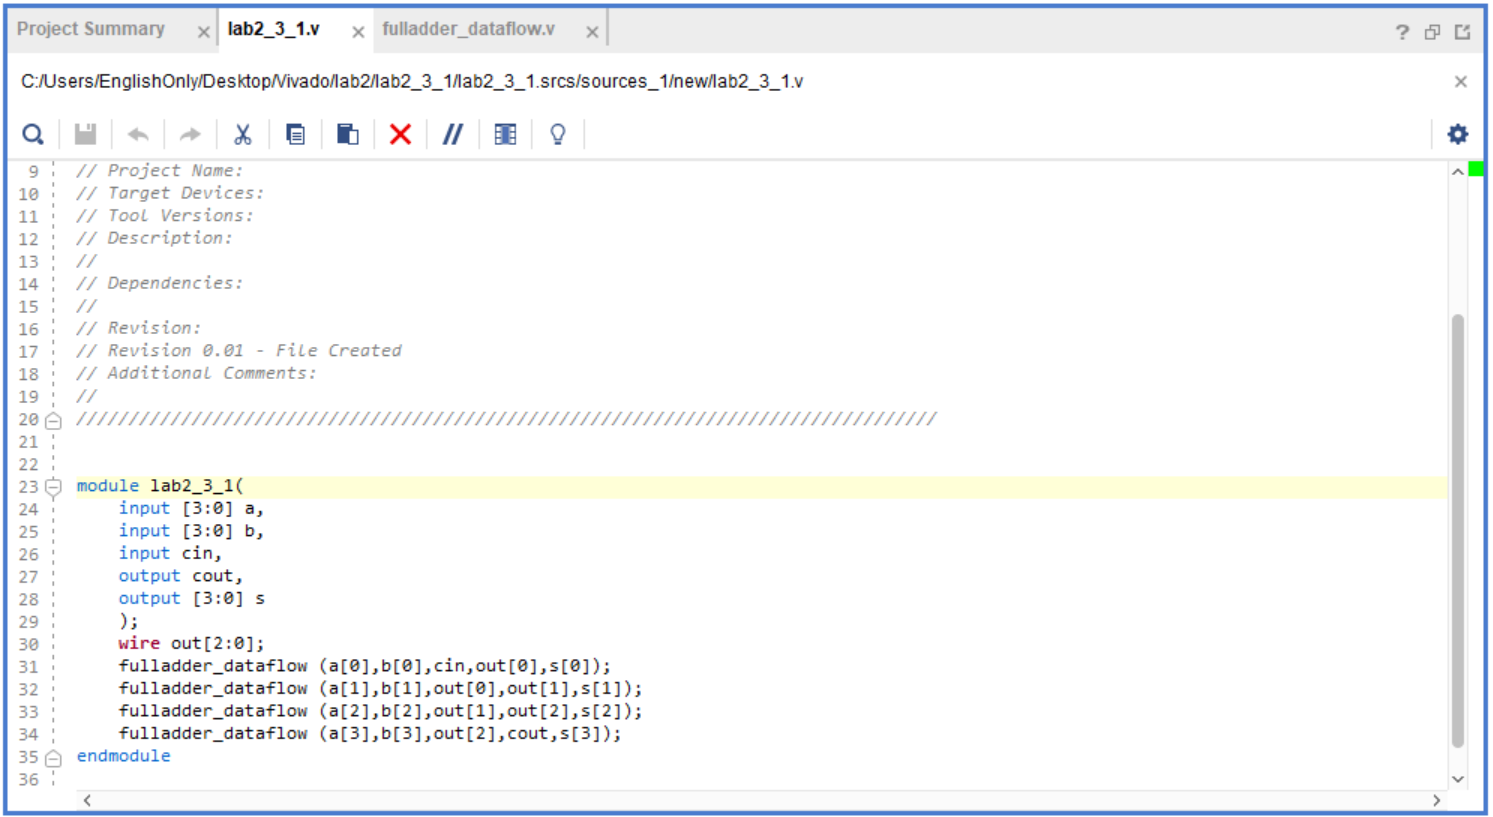 Project Summary × lab2_3_1.v × fulladder_dataflow.v ×
C:/Users/EnglishOnly/Desktop/Vivado/lab2/lab2_3_1/lab2_3_1.srcs/sources_1/new/lab2_3_1.v
9 // Project Name:
10 // Target Devices:
11 // Tool Versions:
12 // Description:
13 //
14 // Dependencies:
15 //
16 // Revision:
17 // Revision 0.01 - File Created
18 // Additional Comments:
19 //
20 //////////////////////////////////////////////////////////////////////////////////
21
22
23 module lab2_3_1(
24 input [3:0] a,
25 input [3:0] b,
26 input cin,
27 output cout,
28 output [3:0] s
29 );
30 wire out[2:0];
31 fulladder_dataflow (a[0],b[0],cin,out[0],s[0]);
32 fulladder_dataflow (a[1],b[1],out[0],out[1],s[1]);
33 fulladder_dataflow (a[2],b[2],out[1],out[2],s[2]);
34 fulladder_dataflow (a[3],b[3],out[2],cout,s[3]);
35 endmodule
36